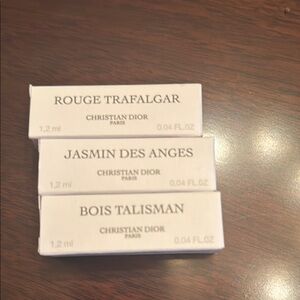 ROUGE TRAFALGAR
CHRISTIAN DIOR
PARIS
1,2 ml 0.04 FL.OZ
JASMIN DES ANGES
CHRISTIAN DIOR
PARIS
1,2 ml 0.04 FL.OZ
BOIS TALISMAN
CHRISTIAN DIOR
PARIS
1,2 ml 0.04 FL.OZ